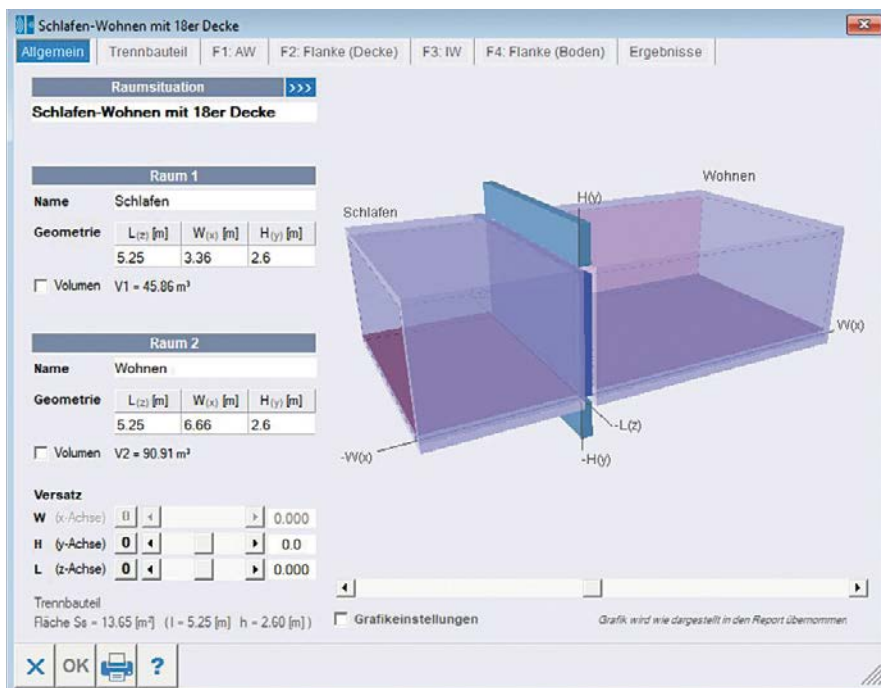 Schlafen-Wohnen mit 18er Decke
Allgemein Trennbauteil F1: AW F2: Flanke (Decke) F3: IW F4: Flanke (Boden) Ergebnisse
Raumsituation >>>
Schlafen-Wohnen mit 18er Decke
Raum 1
Name Schlafen
Geometrie L(z) [m] W(x) [m] H(y) [m]
5.25 3.36 2.6
Volumen V1 = 45.86 m³
Raum 2
Name Wohnen
Geometrie L(z) [m] W(x) [m] H(y) [m]
5.25 6.66 2.6
Volumen V2 = 90.91 m³
Versatz
W (x-Achse) 0 0.000
H (y-Achse) 0 0.0
L (z-Achse) 0 0.000
Trennbauteil
Fläche Ss = 13.65 [m²] ( l = 5.25 [m] h = 2.60 [m] )
Schlafen
H(y)
Wohnen
W(x)
-L(z)
-W(x)
-H(y)
Grafikeinstellungen
Grafik wird wie dargestellt in den Report übernommen
OK ?